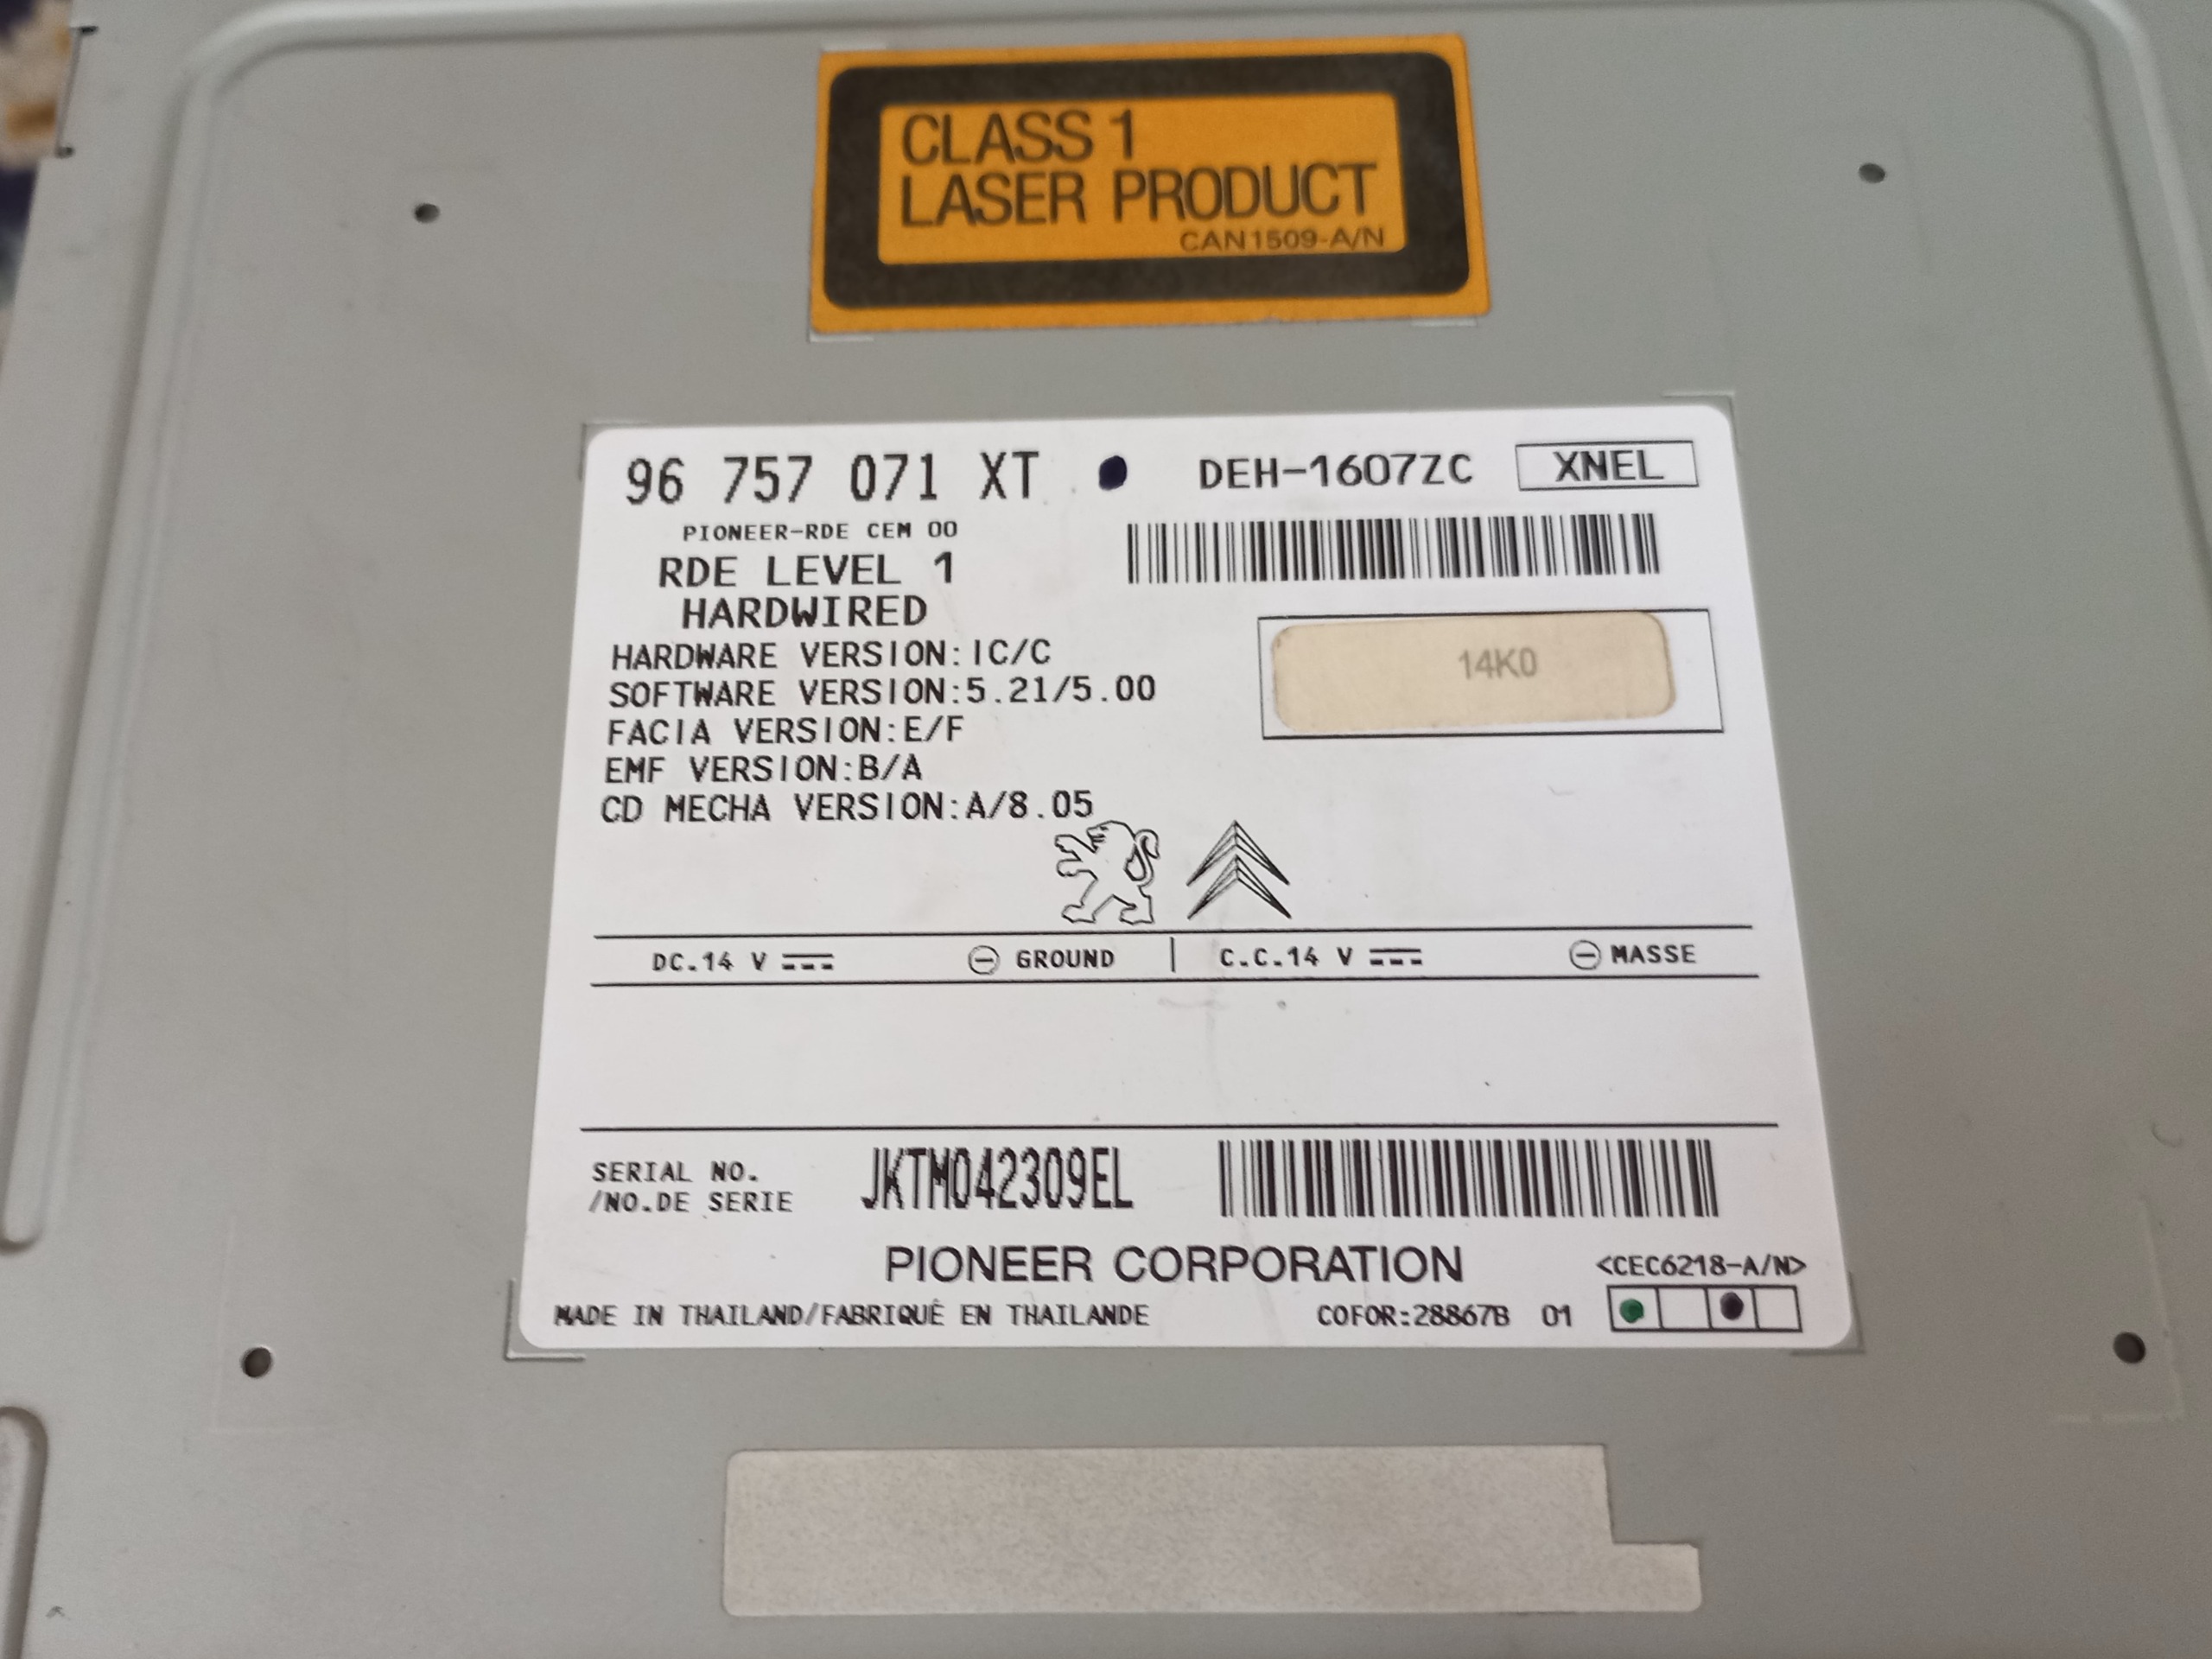 CLASS 1
LASER PRODUCT
CAN1509-A/N
96 757 071 XT DEH-1607ZC XNEL
PIONEER-RDE CEM 00
RDE LEVEL 1
HARDWIRED
14K0
HARDWARE VERSION:IC/C
SOFTWARE VERSION:5.21/5.00
FACIA VERSION:E/F
EMF VERSION:B/A
CD MECHA VERSION:A/8.05
DC.14 V GROUND | C.C.14 V MASSE
SERIAL NO.
/NO.DE SERIE
JKTM042309EL
PIONEER CORPORATION
<CEC6218-A/N>
MADE IN THAILAND/FABRIQUÉ EN THAILANDE COFOR:28867B 01